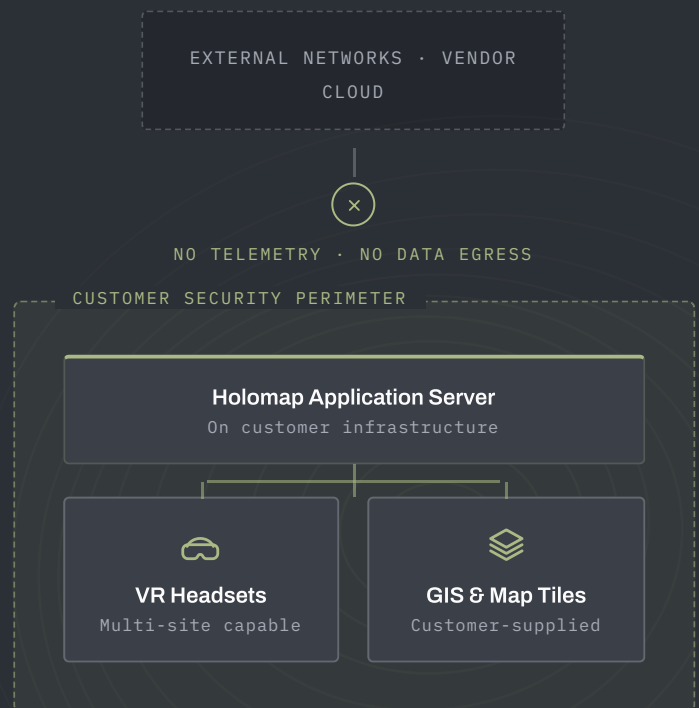 EXTERNAL NETWORKS · VENDOR
CLOUD
NO TELEMETRY · NO DATA EGRESS
CUSTOMER SECURITY PERIMETER
Holomap Application Server
On customer infrastructure
VR Headsets
GIS & Map Tiles
Multi-site capable
Customer-supplied